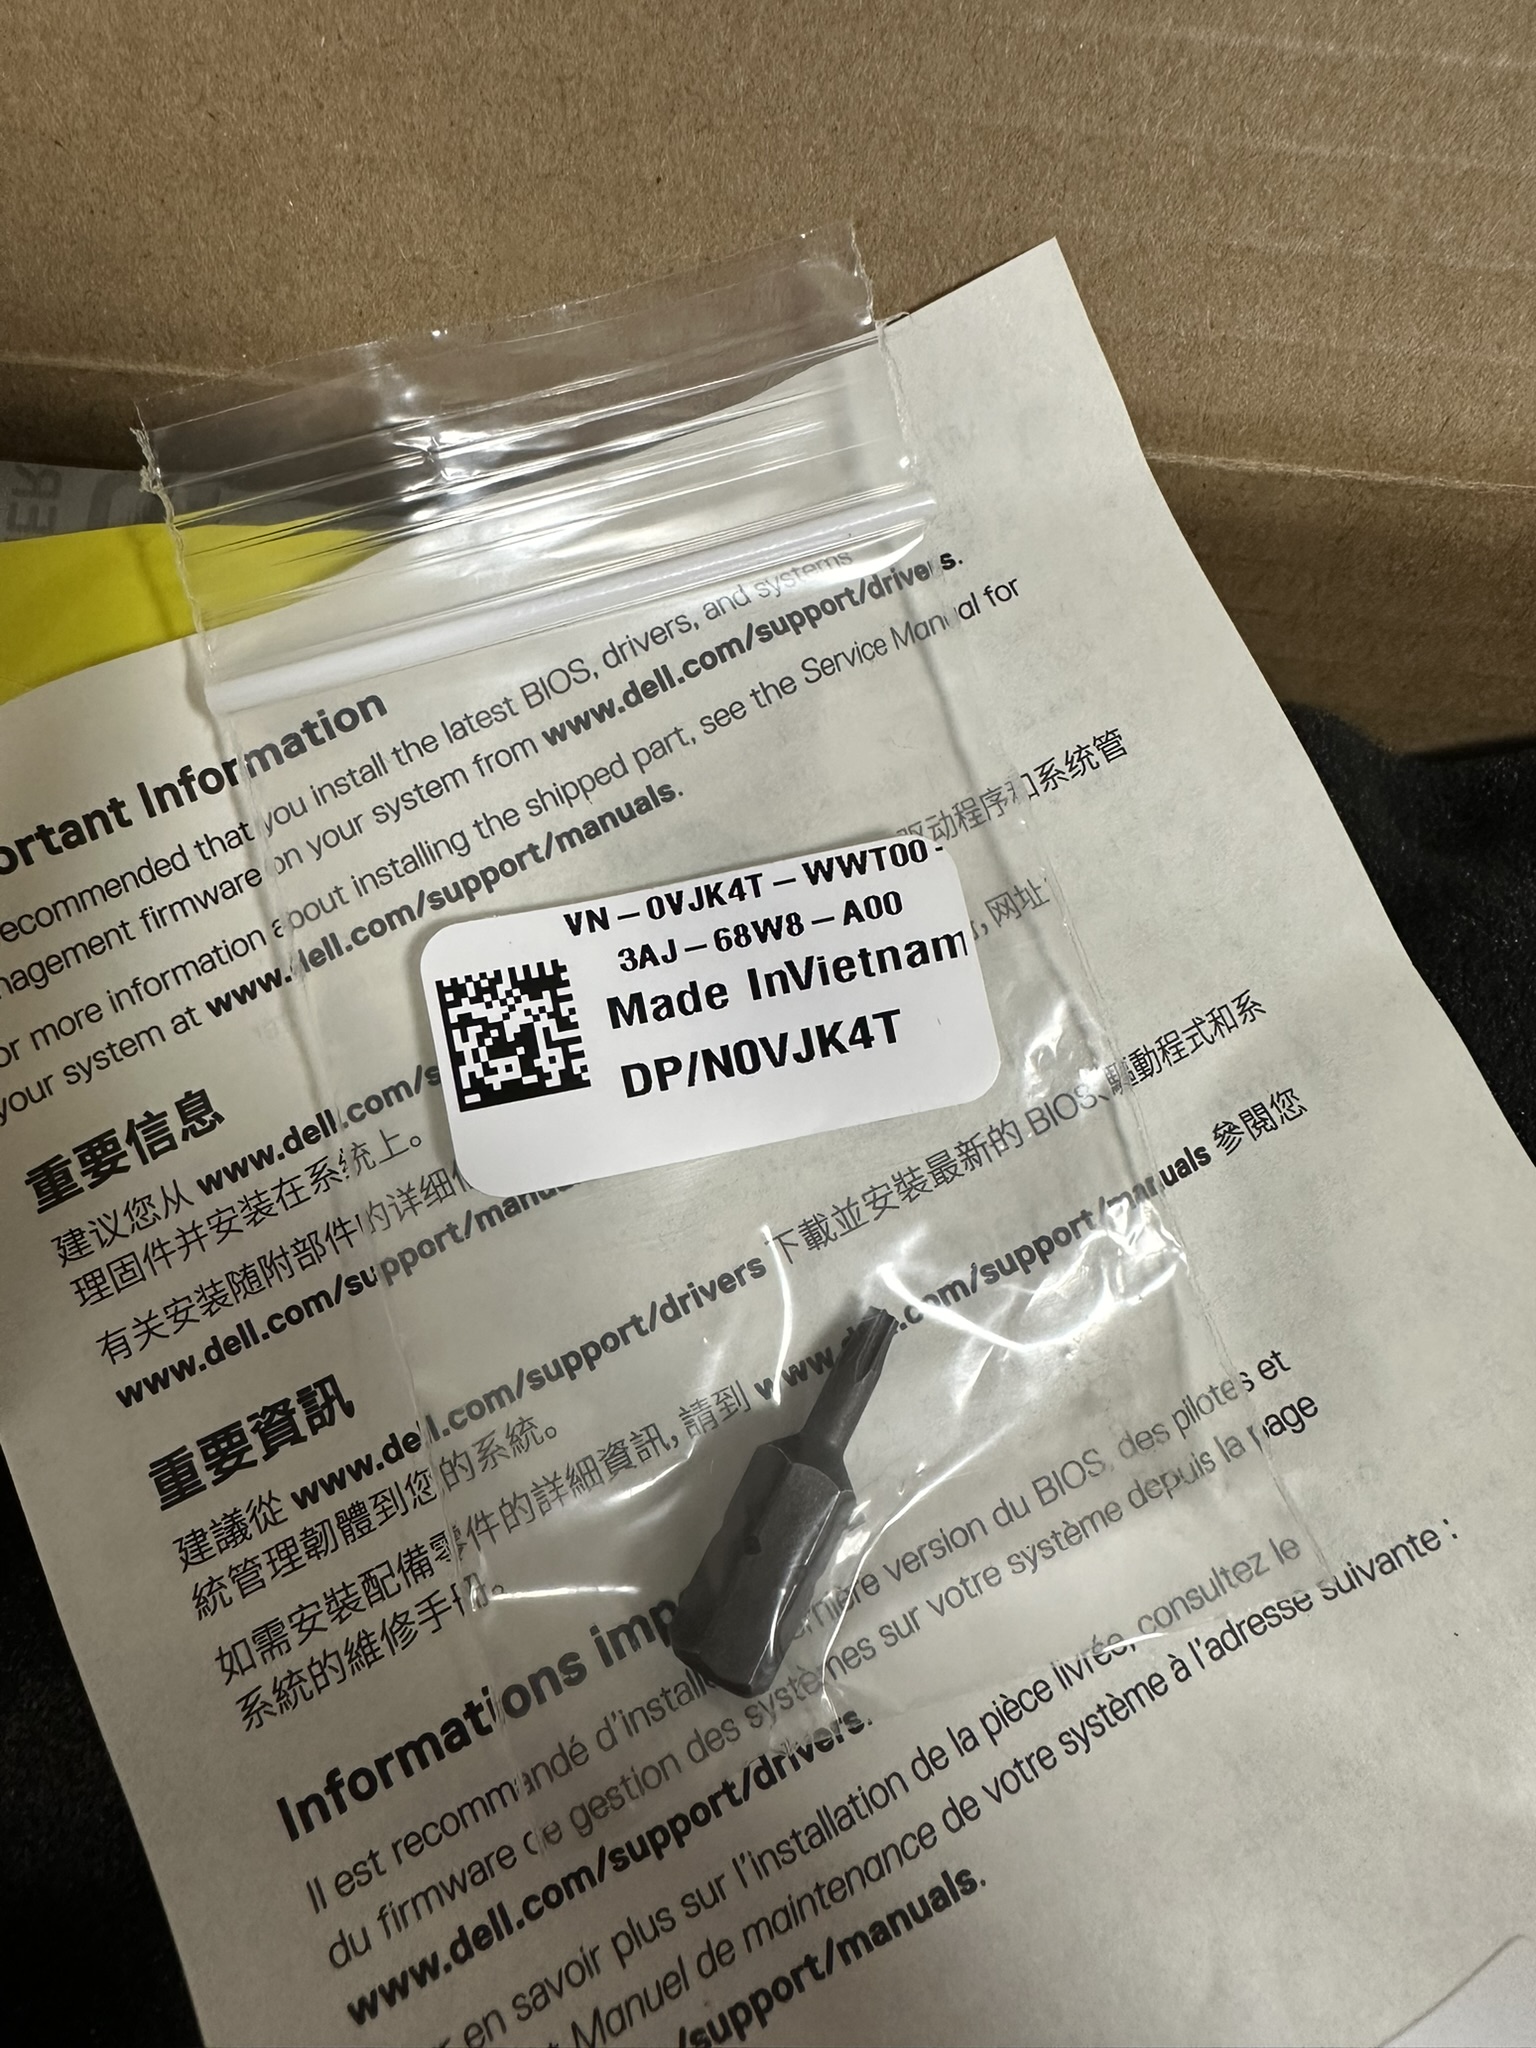 ortant Information
ecommended that you install the latest BIOS, drivers, and systems
nagement firmware on your system from www.dell.com/support/drivers.
or more information about installing the shipped part, see the Service Manual for
your system at www.dell.com/support/manuals.
VN-0VJK4T-WWT00-
3AJ-68W8-A00
Made InVietnam
DP/N0VJK4T
重要信息
建议您从 www.dell.com/s 驱动程序和系统管
理固件并安装在系统上。
有关安装随附部件的详细信 网址:
www.dell.com/support/manu
重要資訊
建議從 www.dell.com/support/drivers 下載並安裝最新的 BIOS、驅動程式和系
統管理韌體到您的系統。
如需安裝配備零件的詳細資訊,請到 www.dell.com/support/manuals 參閱您
系統的維修手冊。
Informations imp
Il est recommandé d'install rnière version du BIOS, des pilotes et
du firmware de gestion des systèmes sur votre système depuis la page
www.dell.com/support/drivers.
r en savoir plus sur l'installation de la pièce livrée, consultez le
Manuel de maintenance de votre système à l'adresse suivante :
/support/manuals.